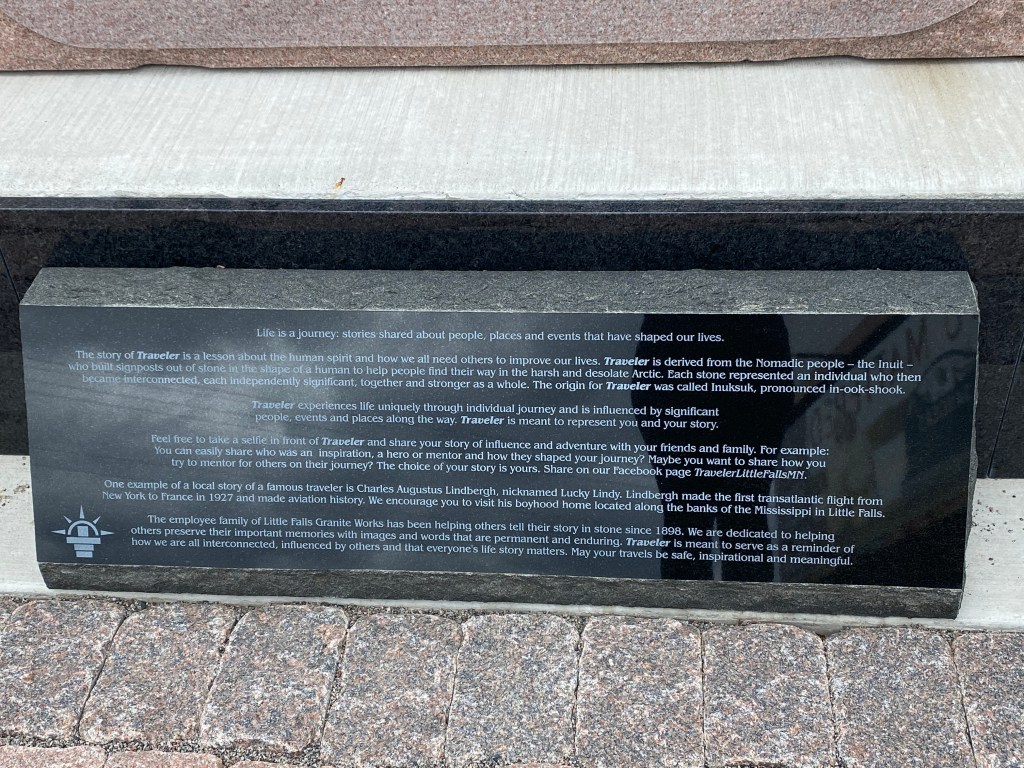 Life is a journey: stories shared about people, places and events that have shaped our lives.
The story of Traveler is a lesson about the human spirit and how we all need others to improve our lives. Traveler is derived from the Nomadic people – the Inuit –
who built signposts out of stone in the shape of a human to help people find their way in the harsh and desolate Arctic. Each stone represented an individual who then
became interconnected, each independently significant, together and stronger as a whole. The origin for Traveler was called Inuksuk, pronounced in-ook-shook.
Traveler experiences life uniquely through individual journey and is influenced by significant
people, events and places along the way. Traveler is meant to represent you and your story.
Feel free to take a selfie in front of Traveler and share your story of influence and adventure with your friends and family. For example:
You can easily share who was an inspiration, a hero or mentor and how they shaped your journey? Maybe you want to share how you
try to mentor for others on their journey? The choice of your story is yours. Share on our Facebook page TravelerLittleFallsMN.
One example of a local story of a famous traveler is Charles Augustus Lindbergh, nicknamed Lucky Lindy. Lindbergh made the first transatlantic flight from
New York to France in 1927 and made aviation history. We encourage you to visit his boyhood home located along the banks of the Mississippi in Little Falls.
The employee family of Little Falls Granite Works has been helping others tell their story in stone since 1898. We are dedicated to helping
others preserve their important memories with images and words that are permanent and enduring. Traveler is meant to serve as a reminder of
how we are all interconnected, influenced by others and that everyone's life story matters. May your travels be safe, inspirational and meaningful.